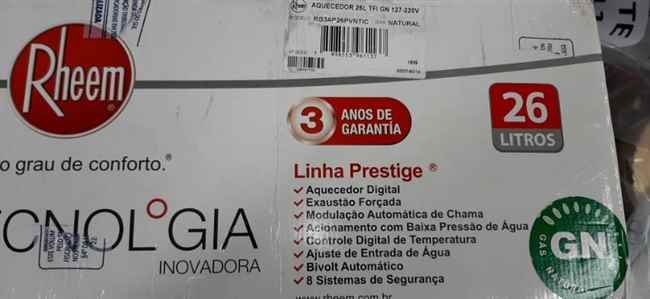 AQUECEDOR 26L TFI GN 127-220V
NATURAL
Rheem
3 ANOS DE GARANTÍA
26
LITROS
o grau de conforto.®
Linha Prestige ®
✓ Aquecedor Digital
✓ Exaustão Forçada
✓ Modulação Automática de Chama
✓ Acionamento com Baixa Pressão de Água
✓ Controle Digital de Temperatura
✓ Ajuste de Entrada de Água
✓ Bivolt Automático
✓ 8 Sistemas de Segurança
INOVADORA
GN
www.rheem.com.br